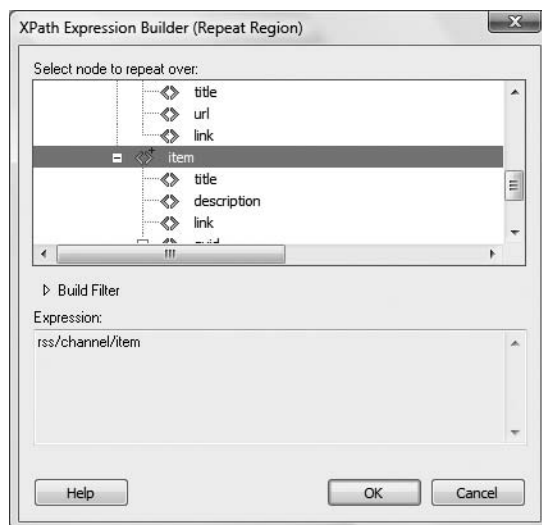 XPath Expression Builder (Repeat Region)
Select node to repeat over:
title
url
link
item
title
description
link
Build Filter
Expression:
rss/channel/item
Help
OK
Cancel